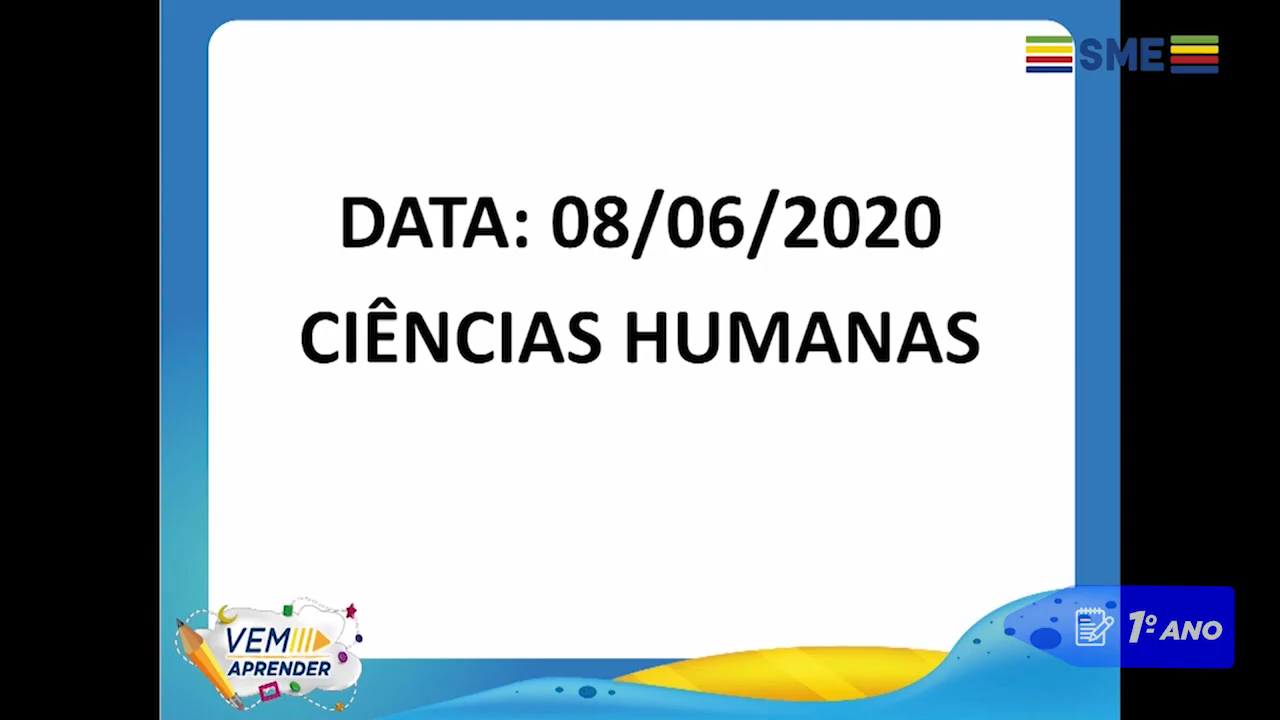 SME
DATA: 08/06/2020
CIÊNCIAS HUMANAS
VEM
APRENDER
1º ANO